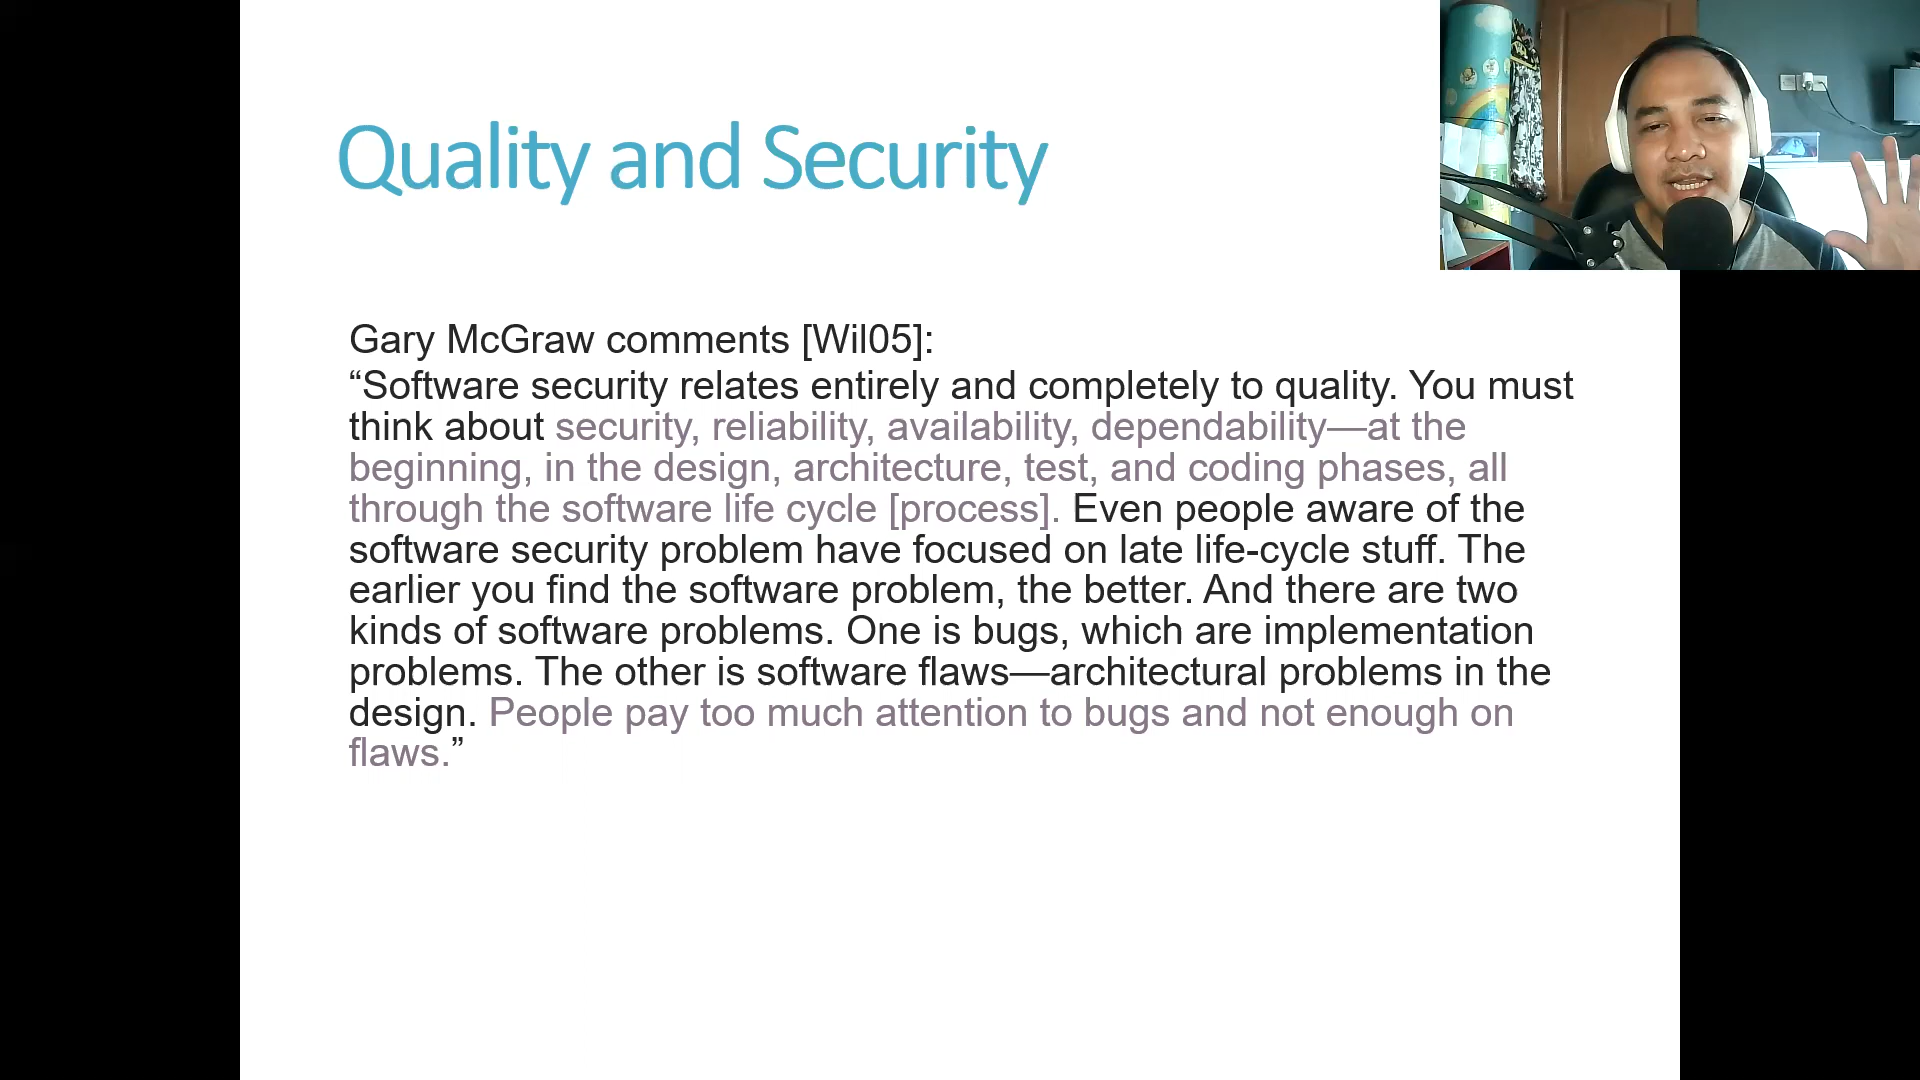 Quality and Security
Gary McGraw comments [Wil05]:
“Software security relates entirely and completely to quality. You must
think about security, reliability, availability, dependability—at the
beginning, in the design, architecture, test, and coding phases, all
through the software life cycle [process]. Even people aware of the
software security problem have focused on late life-cycle stuff. The
earlier you find the software problem, the better. And there are two
kinds of software problems. One is bugs, which are implementation
problems. The other is software flaws—architectural problems in the
design. People pay too much attention to bugs and not enough on
flaws.”